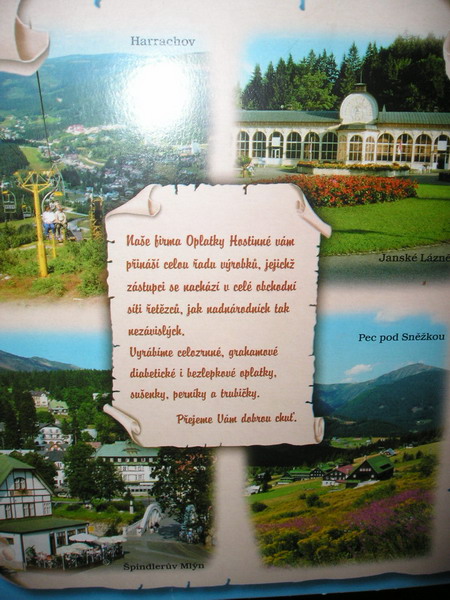 Harrachov
Janské Lázně
Naše firma Oplatky Hostinné vám
přináší celou řadu výrobků, jejichž
zástupci se nachází v celé obchodní
síti řetězců, jak nadnárodních tak
nezávislých.
Vyrábíme celozrnné, grahamové
diabetické i bezlepkové oplatky,
sušenky, perníky a trubičky.
Přejeme Vám dobrou chuť.
Pec pod Sněžkou
Špindlerův Mlýn